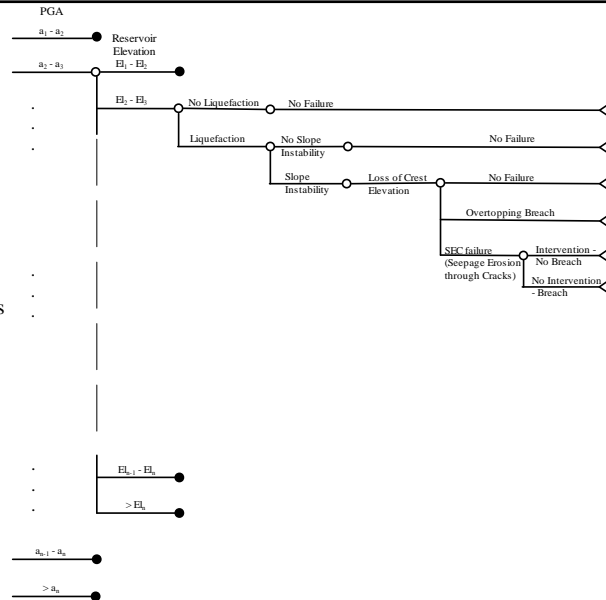 PGA
a₁ - a₂
Reservoir
Elevation
a₂ - a₃
El₁ - El₂
El₂ - El₃
No Liquefaction
No Failure
.
.
.
Liquefaction
No Slope
Instability
No Failure
Slope
Instability
Loss of Crest
Elevation
No Failure
Overtopping Breach
SEC failure
(Seepage Erosion
through Cracks)
Intervention -
No Breach
No Intervention
- Breach
.
.
.
s
.
.
.
Elₙ₋₁ - Elₙ
> Elₙ
aₙ₋₁ - aₙ
> aₙ